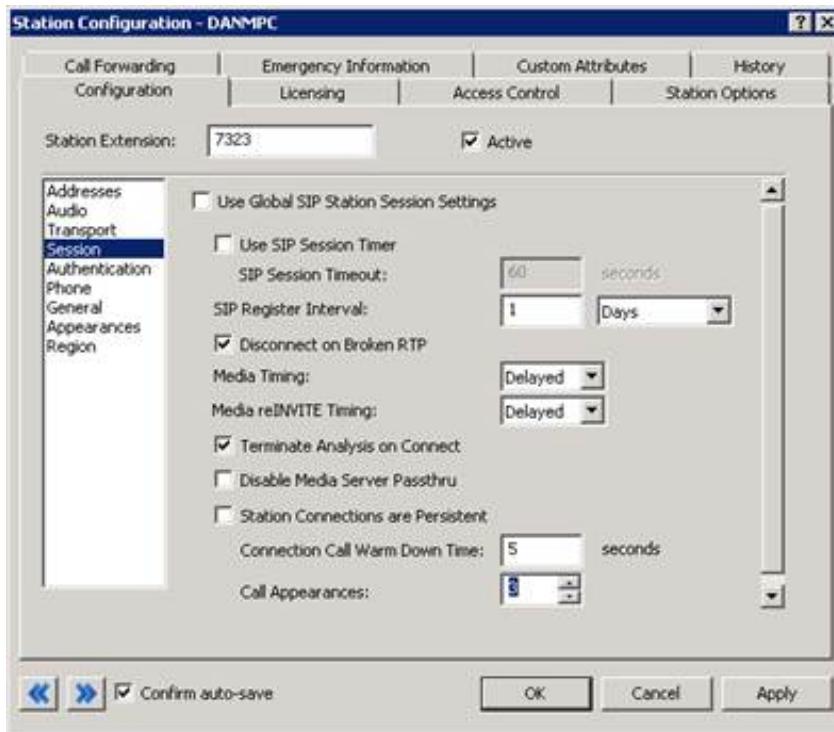 Station Configuration - DANMPC
Call Forwarding Emergency Information Custom Attributes History
Configuration Licensing Access Control Station Options
Station Extension: 7323 Active
Addresses
Audio
Transport
Session
Authentication
Phone
General
Appearances
Region
Use Global SIP Station Session Settings
Use SIP Session Timer
SIP Session Timeout: 60 seconds
SIP Register Interval: 1 Days
Disconnect on Broken RTP
Media Timing: Delayed
Media reINVITE Timing: Delayed
Terminate Analysis on Connect
Disable Media Server Passthru
Station Connections are Persistent
Connection Call Warm Down Time: 5 seconds
Call Appearances: 3
Confirm auto-save OK Cancel Apply